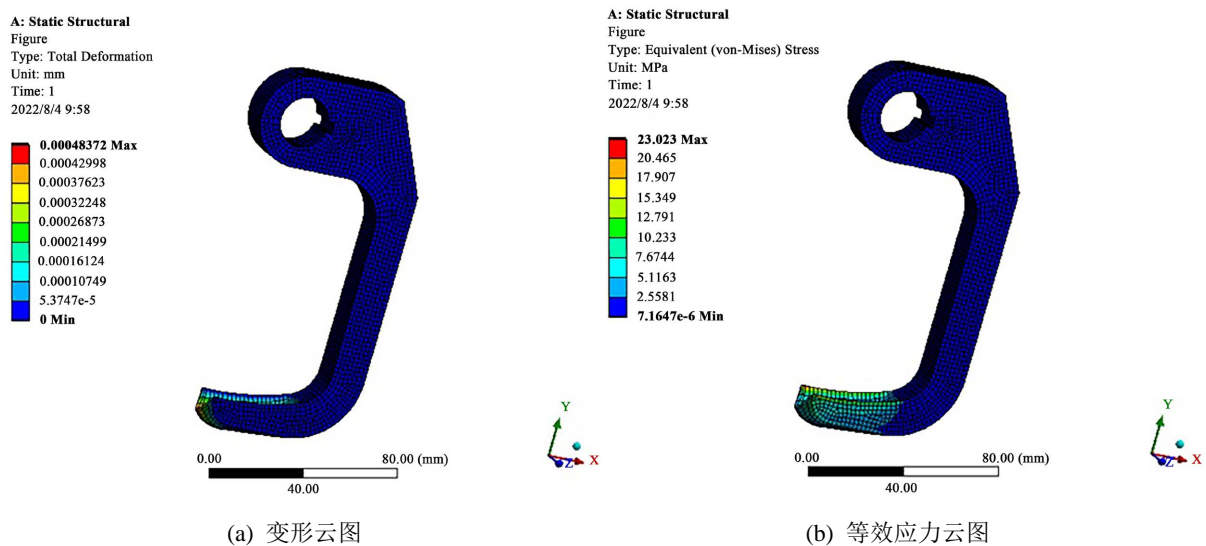 A: Static Structural
Figure
Type: Total Deformation
Unit: mm
Time: 1
2022/8/4 9:58
0.00048372 Max
0.00042998
0.00037623
0.00032248
0.00026873
0.00021499
0.00016124
0.00010749
5.3747e-5
0 Min
Y
X
Z
0.00
80.00 (mm)
40.00
(a) 变形云图
A: Static Structural
Figure
Type: Equivalent (von-Mises) Stress
Unit: MPa
Time: 1
2022/8/4 9:58
23.023 Max
20.465
17.907
15.349
12.791
10.233
7.6744
5.1163
2.5581
7.1647e-6 Min
Y
X
Z
0.00
80.00 (mm)
40.00
(b) 等效应力云图